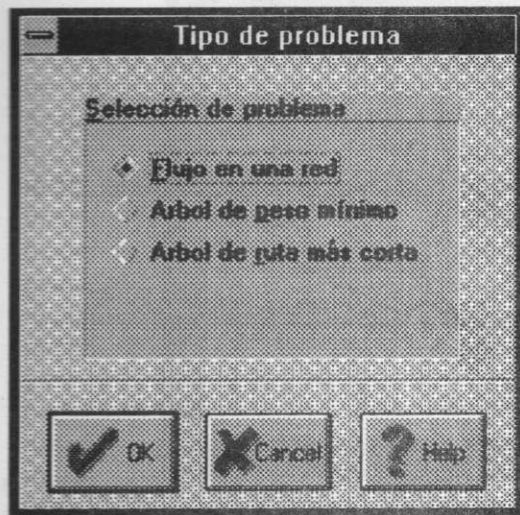 Tipo de problema
Selección de problema
Flujo en una red
Arbol de peso mínimo
Arbol de ruta más corta
OK
Cancel
Help